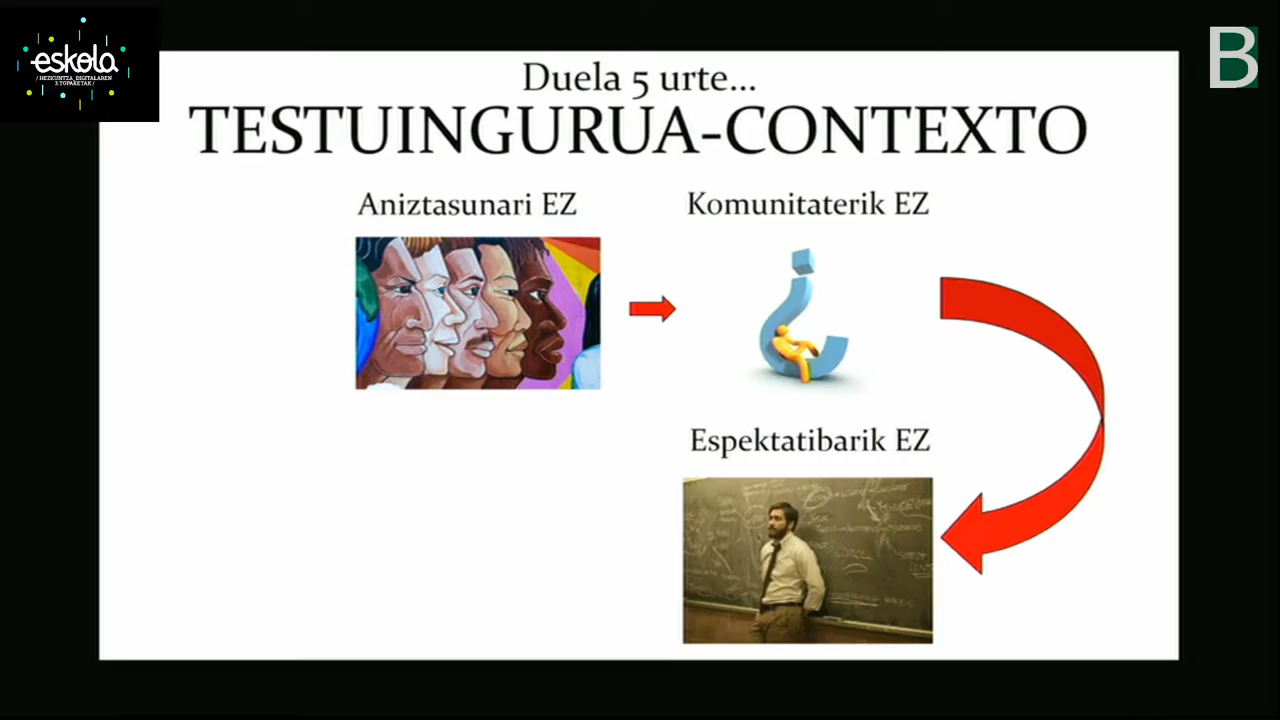 eskola
/ HEZKUNTZA_DIGITALAREN
3.TOPAKETAK /
B
Duela 5 urte...
TESTUINGURUA-CONTEXTO
Aniztasunari EZ
Komunitaterik EZ
¿
Espektatibarik EZ